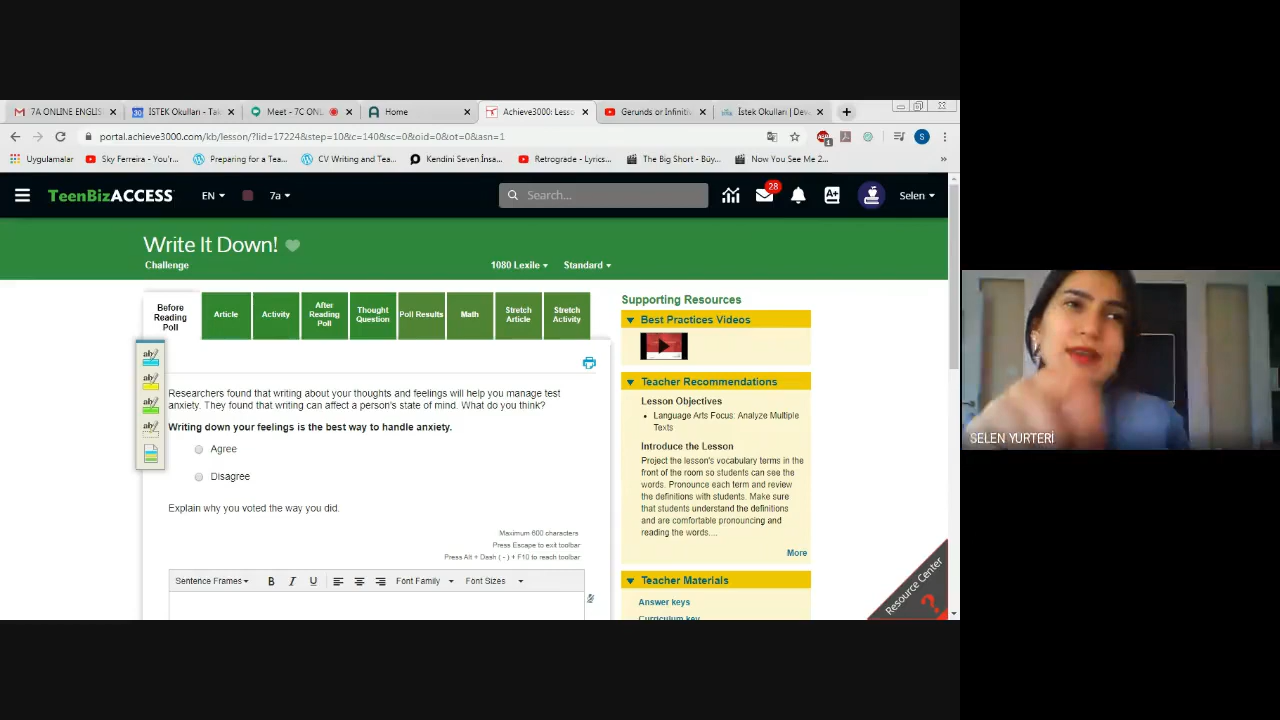 7A ONLINE ENGLIS
İSTEK Okulları - Tak
Meet - 7C ONL
Home
Achieve3000: Lesso
Gerunds or Infinitiv
İstek Okulları | Dev
portal.achieve3000.com/kb/lesson/?lid=17224&step=10&c=140&sc=0&oid=0&ot=0&asn=1
Uygulamalar
Sky Ferreira - You'r...
Preparing for a Tea...
CV Writing and Tea...
Kendini Seven İnsa...
Retrograde - Lyrics...
The Big Short - Büy...
Now You See Me 2...
TeenBizACCESS
EN
7a
Search...
28
A+
Selen
Write It Down!
Challenge
1080 Lexile
Standard
Before Reading Poll
Article
Activity
After Reading Poll
Thought Question
Poll Results
Math
Stretch Article
Stretch Activity
Researchers found that writing about your thoughts and feelings will help you manage test
anxiety. They found that writing can affect a person's state of mind. What do you think?
Writing down your feelings is the best way to handle anxiety.
Agree
Disagree
Explain why you voted the way you did.
Maximum 600 characters
Press Escape to exit toolbar
Press Alt + Dash ( - ) + F10 to reach toolbar
Sentence Frames
B
I
U
Font Family
Font Sizes
Supporting Resources
Best Practices Videos
Teacher Recommendations
Lesson Objectives
Language Arts Focus: Analyze Multiple
Texts
Introduce the Lesson
Project the lesson's vocabulary terms in the
front of the room so students can see the
words. Pronounce each term and review
the definitions with students. Make sure
that students understand the definitions
and are comfortable pronouncing and
reading the words....
More
Teacher Materials
Answer keys
Curriculum key
Resource Center
?
SELEN YURTERİ